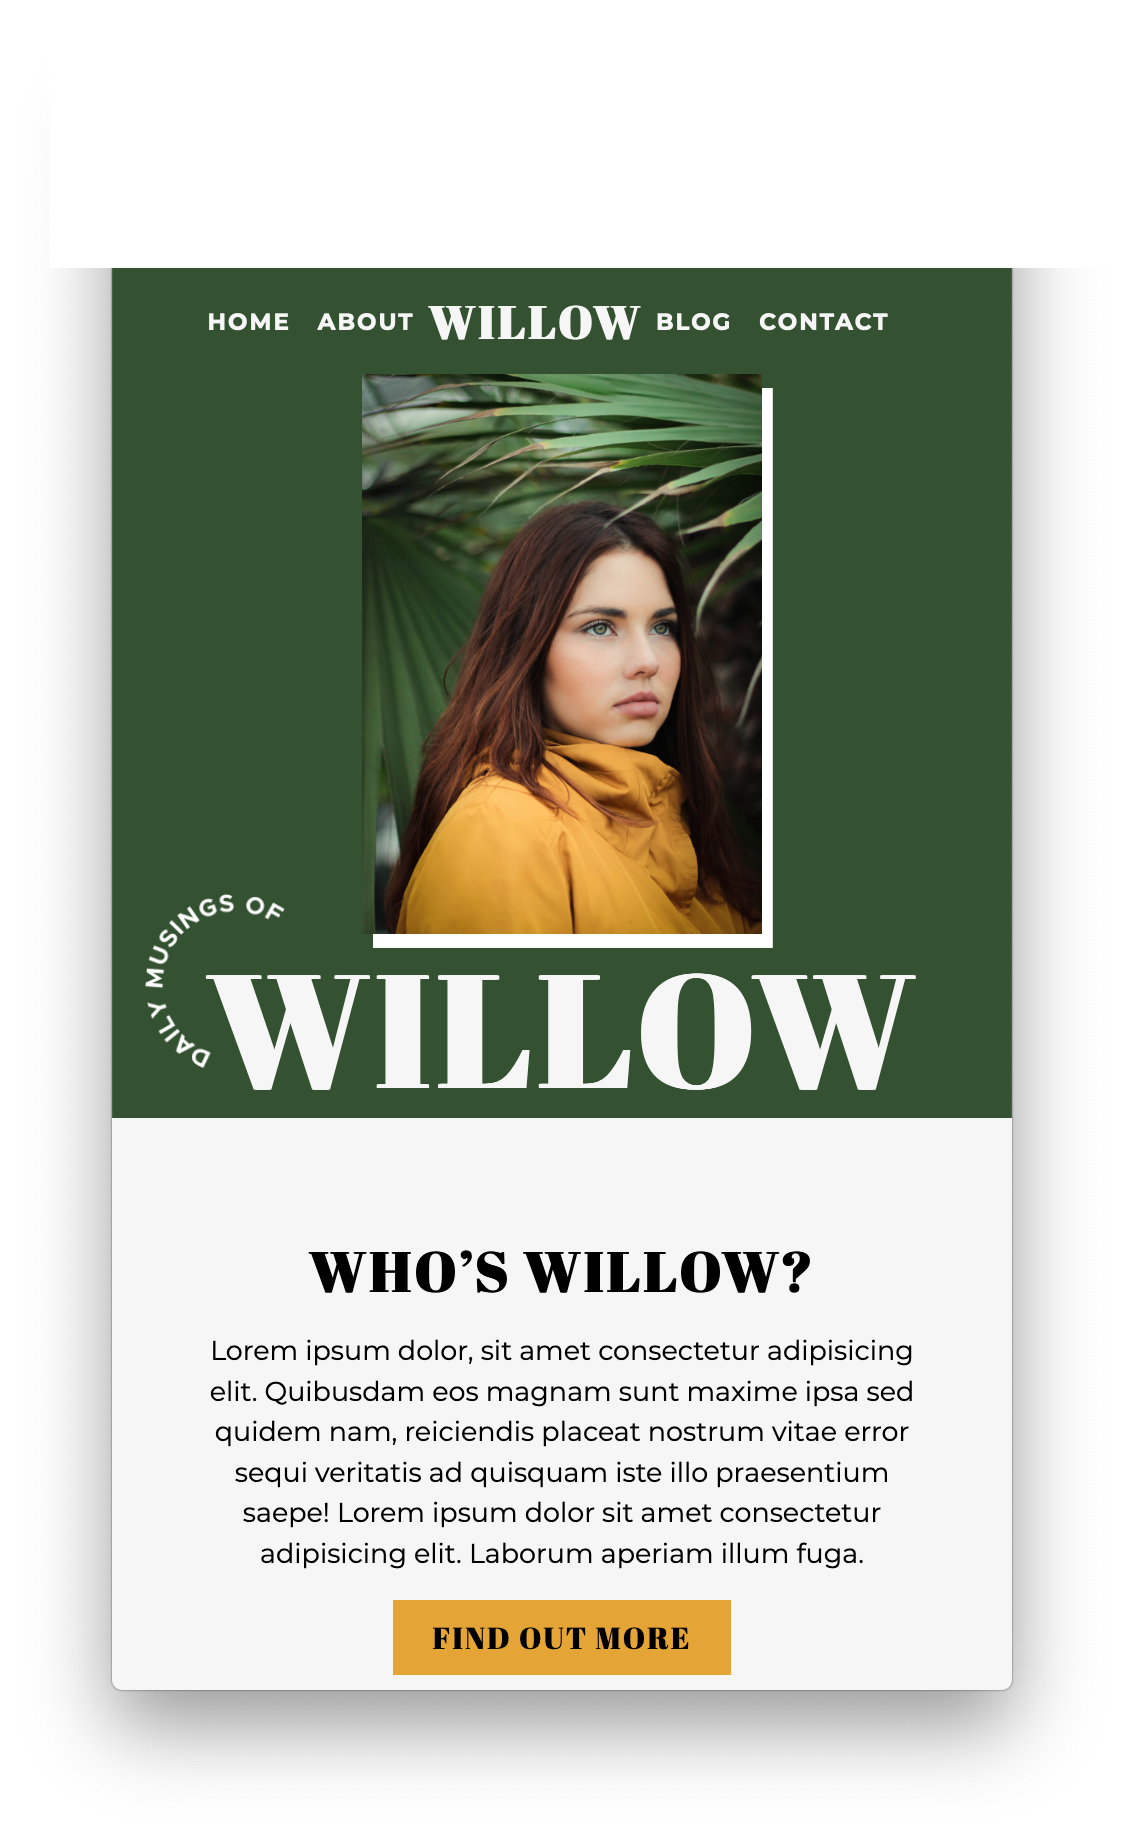 HOME ABOUT WILLOW BLOG CONTACT
DAILY MUSINGS OF
WILLOW
WHO’S WILLOW?
Lorem ipsum dolor, sit amet consectetur adipisicing
elit. Quibusdam eos magnam sunt maxime ipsa sed
quidem nam, reiciendis placeat nostrum vitae error
sequi veritatis ad quisquam iste illo praesentium
saepe! Lorem ipsum dolor sit amet consectetur
adipisicing elit. Laborum aperiam illum fuga.
FIND OUT MORE